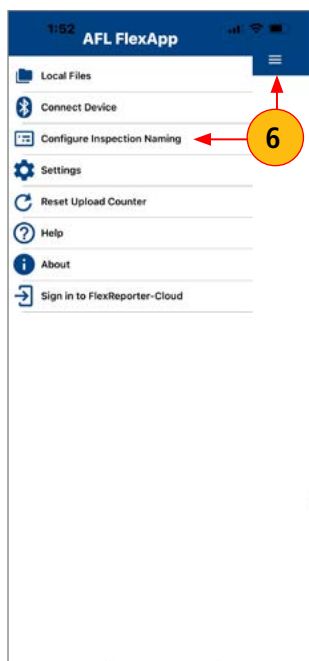 1:52
AFL FlexApp
Local Files
Connect Device
Configure Inspection Naming
6
Settings
Reset Upload Counter
Help
About
Sign in to FlexReporter-Cloud